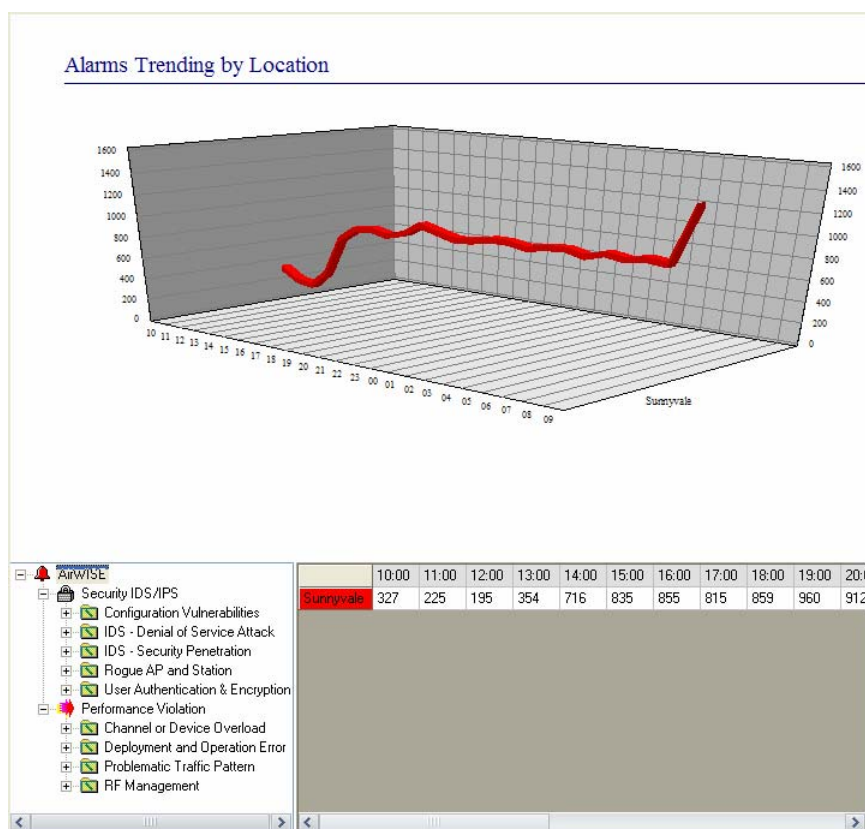 Alarms Trending by Location
1600
1400
1200
1000
800
600
400
200
0
1600
1400
1200
1000
800
600
400
200
0
10 11 12 13 14 15 16 17 18 19 20 21 22 23 00 01 02 03 04 05 06 07 08 09
Sunnyvale
AirWISE
Security IDS/IPS
Configuration Vulnerabilities
IDS - Denial of Service Attack
IDS - Security Penetration
Rogue AP and Station
User Authentication & Encryption
Performance Violation
Channel or Device Overload
Deployment and Operation Error
Problematic Traffic Pattern
RF Management
10:00 11:00 12:00 13:00 14:00 15:00 16:00 17:00 18:00 19:00 20:
Sunnyvale 327 225 195 354 716 835 855 815 859 960 912